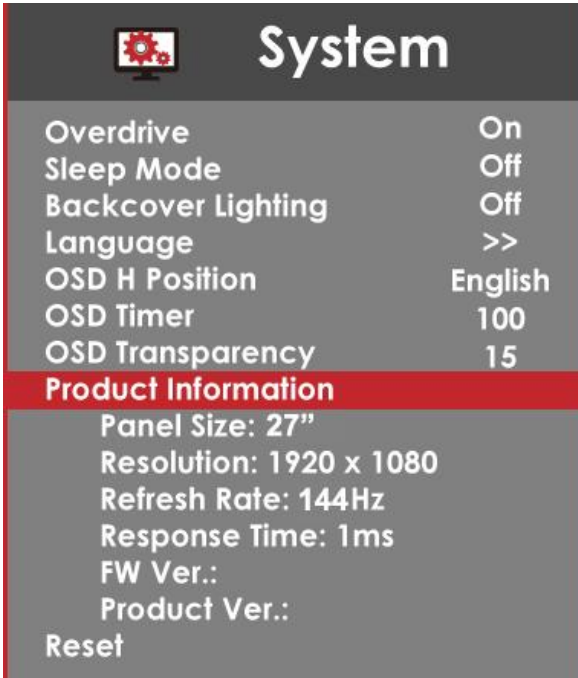 System
Overdrive On
Sleep Mode Off
Backcover Lighting Off
Language >>
OSD H Position English
OSD Timer 100
OSD Transparency 15
Product Information
Panel Size: 27”
Resolution: 1920 x 1080
Refresh Rate: 144Hz
Response Time: 1ms
FW Ver.:
Product Ver.:
Reset